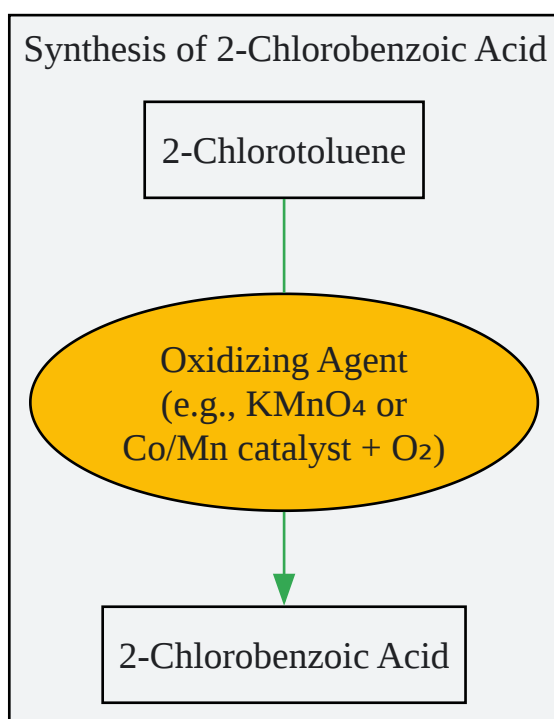 Synthesis of 2-Chlorobenzoic Acid
2-Chlorotoluene
Oxidizing Agent
(e.g., KMnO₄ or
Co/Mn catalyst + O₂)
2-Chlorobenzoic Acid